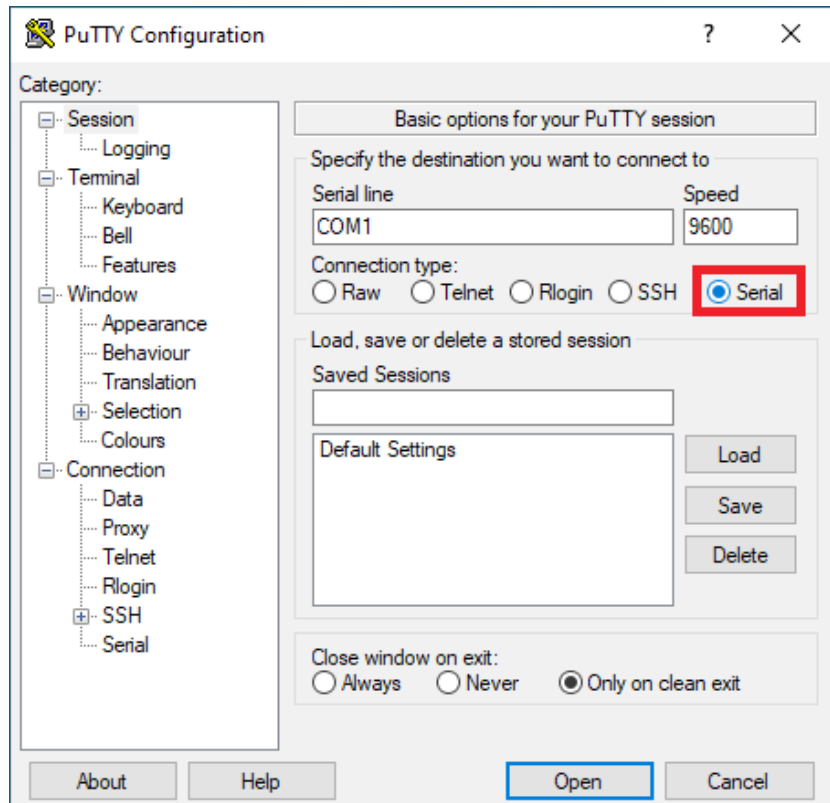 PuTTY Configuration
?
Category:
Session
Logging
Terminal
Keyboard
Bell
Features
Window
Appearance
Behaviour
Translation
Selection
Colours
Connection
Data
Proxy
Telnet
Rlogin
SSH
Serial
Basic options for your PuTTY session
Specify the destination you want to connect to
Serial line Speed
COM1 9600
Connection type:
Raw Telnet Rlogin SSH Serial
Load, save or delete a stored session
Saved Sessions
Default Settings
Load
Save
Delete
Close window on exit:
Always Never Only on clean exit
About Help Open Cancel